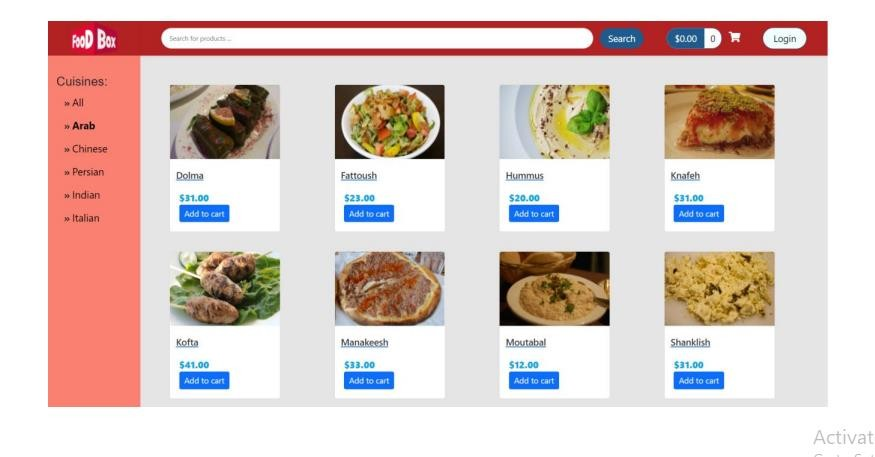 FooD Box
Search for products ...
Search
$0.00 0
Login
Cuisines:
» All
» Arab
» Chinese
» Persian
» Indian
» Italian
Dolma
$31.00
Add to cart
Fattoush
$23.00
Add to cart
Hummus
$20.00
Add to cart
Knafeh
$31.00
Add to cart
Kofta
$41.00
Add to cart
Manakeesh
$33.00
Add to cart
Moutabal
$12.00
Add to cart
Shanklish
$31.00
Add to cart
Activat